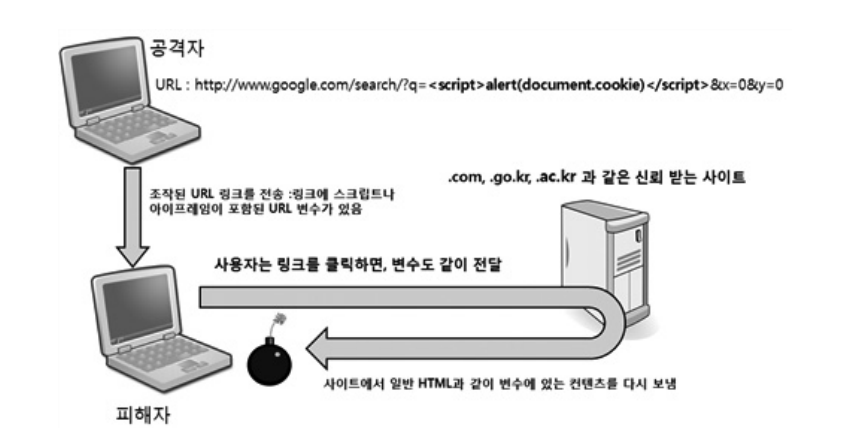 공격자
URL : http://www.google.com/search/?q=<script>alert(document.cookie)</script>&x=0&y=0
조작된 URL 링크를 전송 :링크에 스크립트나
아이프레임이 포함된 URL 변수가 있음
.com, .go.kr, .ac.kr 과 같은 신뢰 받는 사이트
사용자는 링크를 클릭하면, 변수도 같이 전달
사이트에서 일반 HTML과 같이 변수에 있는 컨텐츠를 다시 보냄
피해자